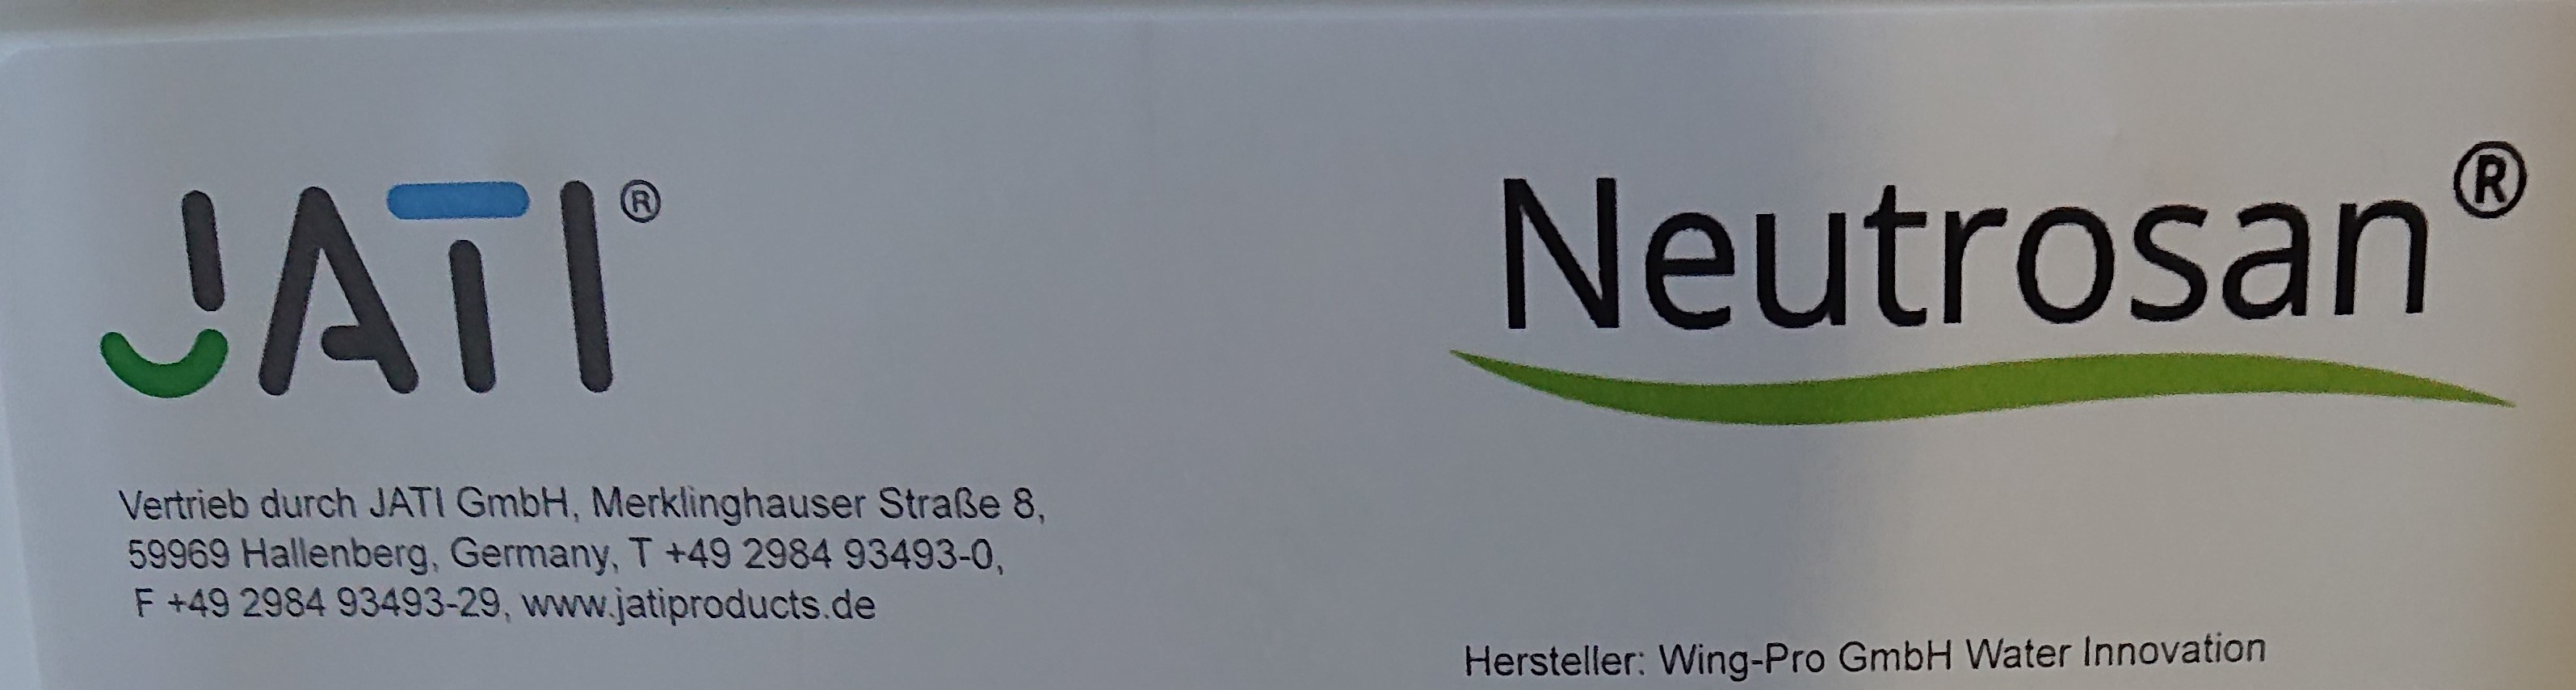 JATI®
Neutrosan®
Vertrieb durch JATI GmbH, Merklinghauser Straße 8,
59969 Hallenberg, Germany, T +49 2984 93493-0,
F +49 2984 93493-29, www.jatiproducts.de
Hersteller: Wing-Pro GmbH Water Innovation